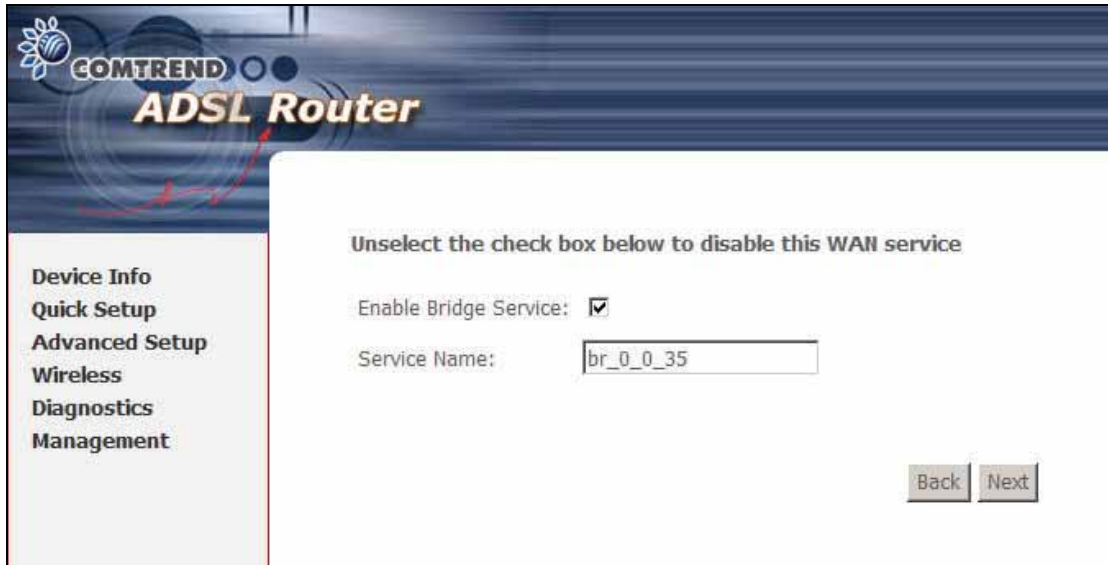 COMTREND
ADSL Router
Device Info
Quick Setup
Advanced Setup
Wireless
Diagnostics
Management
Unselect the check box below to disable this WAN service
Enable Bridge Service:
Service Name: br_0_0_35
Back Next